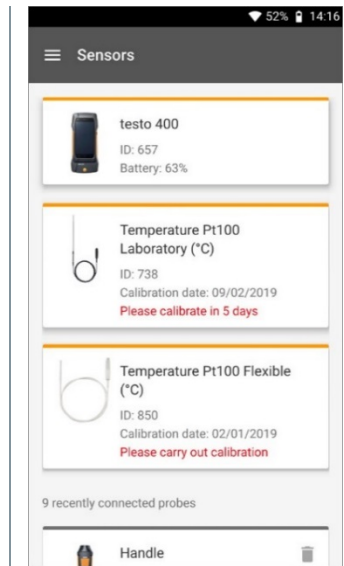 52% 14:16
Sensors
testo 400
ID: 657
Battery: 63%
Temperature Pt100
Laboratory (°C)
ID: 738
Calibration date: 09/02/2019
Please calibrate in 5 days
Temperature Pt100 Flexible
(°C)
ID: 850
Calibration date: 02/01/2019
Please carry out calibration
9 recently connected probes
Handle